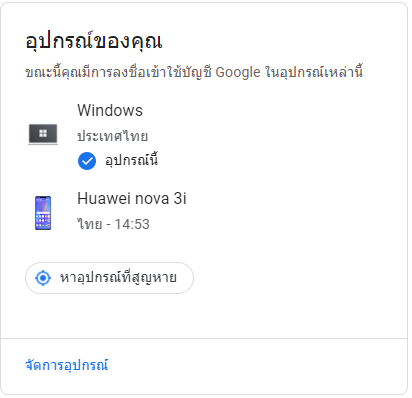 อุปกรณ์ของคุณ
ขณะนี้คุณมีการลงชื่อเข้าใช้บัญชี Google ในอุปกรณ์เหล่านี้
Windows
ประเทศไทย
อุปกรณ์นี้
Huawei nova 3i
ไทย - 14:53
หาอุปกรณ์ที่สูญหาย
จัดการอุปกรณ์